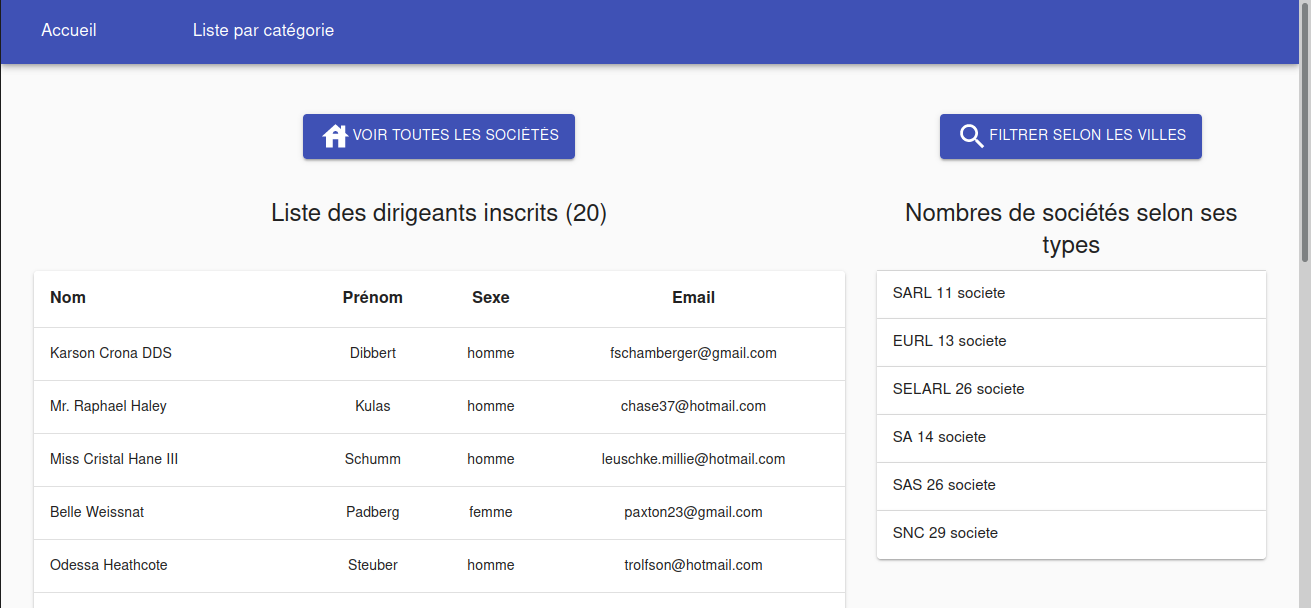 Accueil Liste par catégorie
VOIR TOUTES LES SOCIÉTÉS
FILTRER SELON LES VILLES
Liste des dirigeants inscrits (20)
Nom Prénom Sexe Email
Karson Crona DDS Dibbert homme fschamberger@gmail.com
Mr. Raphael Haley Kulas homme chase37@hotmail.com
Miss Cristal Hane III Schumm homme leuschke.millie@hotmail.com
Belle Weissnat Padberg femme paxton23@gmail.com
Odessa Heathcote Steuber homme trolfson@hotmail.com
Nombres de sociétés selon ses
types
SARL 11 societe
EURL 13 societe
SELARL 26 societe
SA 14 societe
SAS 26 societe
SNC 29 societe